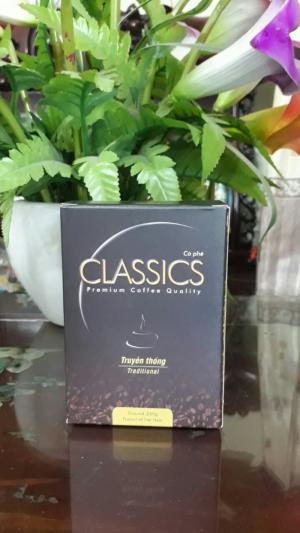 Cà phê
CLASSICS
Premium Coffee Quality
Truyền thống
Traditional